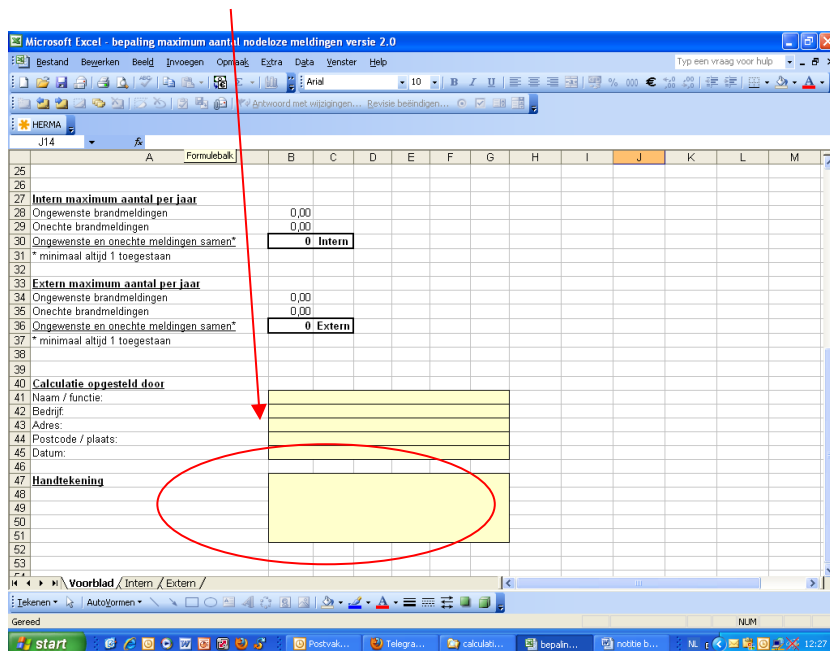 Microsoft Excel - bepaling maximum aantal nodeloze meldingen versie 2.0
Bestand Bewerken Beeld Invoegen Opmaak Extra Data Venster Help Typ een vraag voor hulp
Arial 10 B I U % 000 €
Antwoord met wijzigingen... Revisie beëindigen...
HERMA
J14 fx
Formulebalk
A B C D E F G H I J K L M
25
26
27 Intern maximum aantal per jaar
28 Ongewenste brandmeldingen 0,00
29 Onechte brandmeldingen 0,00
30 Ongewenste en onechte meldingen samen* 0 Intern
31 * minimaal altijd 1 toegestaan
32
33 Extern maximum aantal per jaar
34 Ongewenste brandmeldingen 0,00
35 Onechte brandmeldingen 0,00
36 Ongewenste en onechte meldingen samen* 0 Extern
37 * minimaal altijd 1 toegestaan
38
39
40 Calculatie opgesteld door
41 Naam / functie:
42 Bedrijf:
43 Adres:
44 Postcode / plaats:
45 Datum:
46
47 Handtekening
48
49
50
51
52
53
Voorblad / Intern / Extern /
Tekenen AutoVormen
Gereed NUM
start Postvak... Telegra... calculati... bepalin... notitie b... NL 12:27